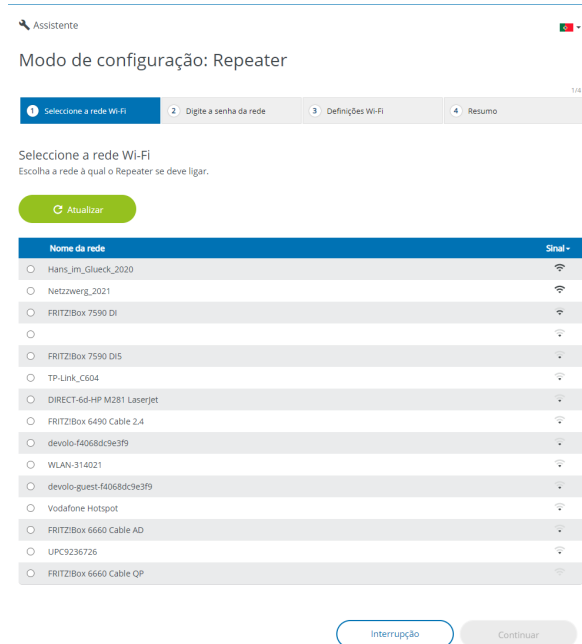 Assistente
Modo de configuração: Repeater
1/4
1 Seleccione a rede Wi-Fi 2 Digite a senha da rede 3 Definições Wi-Fi 4 Resumo
Seleccione a rede Wi-Fi
Escolha a rede à qual o Repeater se deve ligar.
Atualizar
Nome da rede Sinal
Hans_im_Glueck_2020
Netzzwerg_2021
FRITZ!Box 7590 DI
FRITZ!Box 7590 DI5
TP-Link_C604
DIRECT-6d-HP M281 LaserJet
FRITZ!Box 6490 Cable 2.4
devolo-f4068dc9e3f9
WLAN-314021
devolo-guest-f4068dc9e3f9
Vodafone Hotspot
FRITZ!Box 6660 Cable AD
UPC9236726
FRITZ!Box 6660 Cable QP
Interrupção Continuar